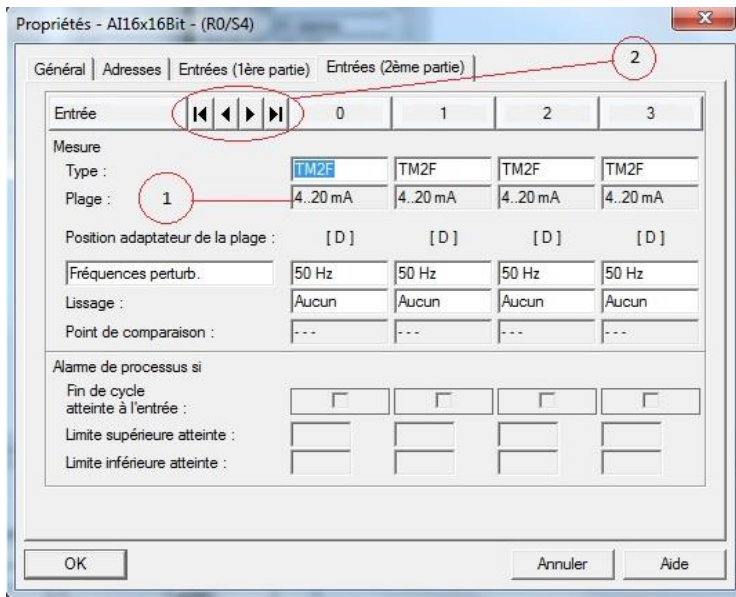 Propriétés - AI16x16Bit - (R0/S4)
Général Adresses Entrées (1ère partie) Entrées (2ème partie)
2
Entrée 0 1 2 3
Mesure
Type : TM2F TM2F TM2F TM2F
Plage : 1 4..20 mA 4..20 mA 4..20 mA 4..20 mA
Position adaptateur de la plage : [ D ] [ D ] [ D ] [ D ]
Fréquences perturb. 50 Hz 50 Hz 50 Hz 50 Hz
Lissage : Aucun Aucun Aucun Aucun
Point de comparaison : --- --- --- ---
Alarme de processus si
Fin de cycle
atteinte à l'entrée :
Limite supérieure atteinte :
Limite inférieure atteinte :
OK Annuler Aide